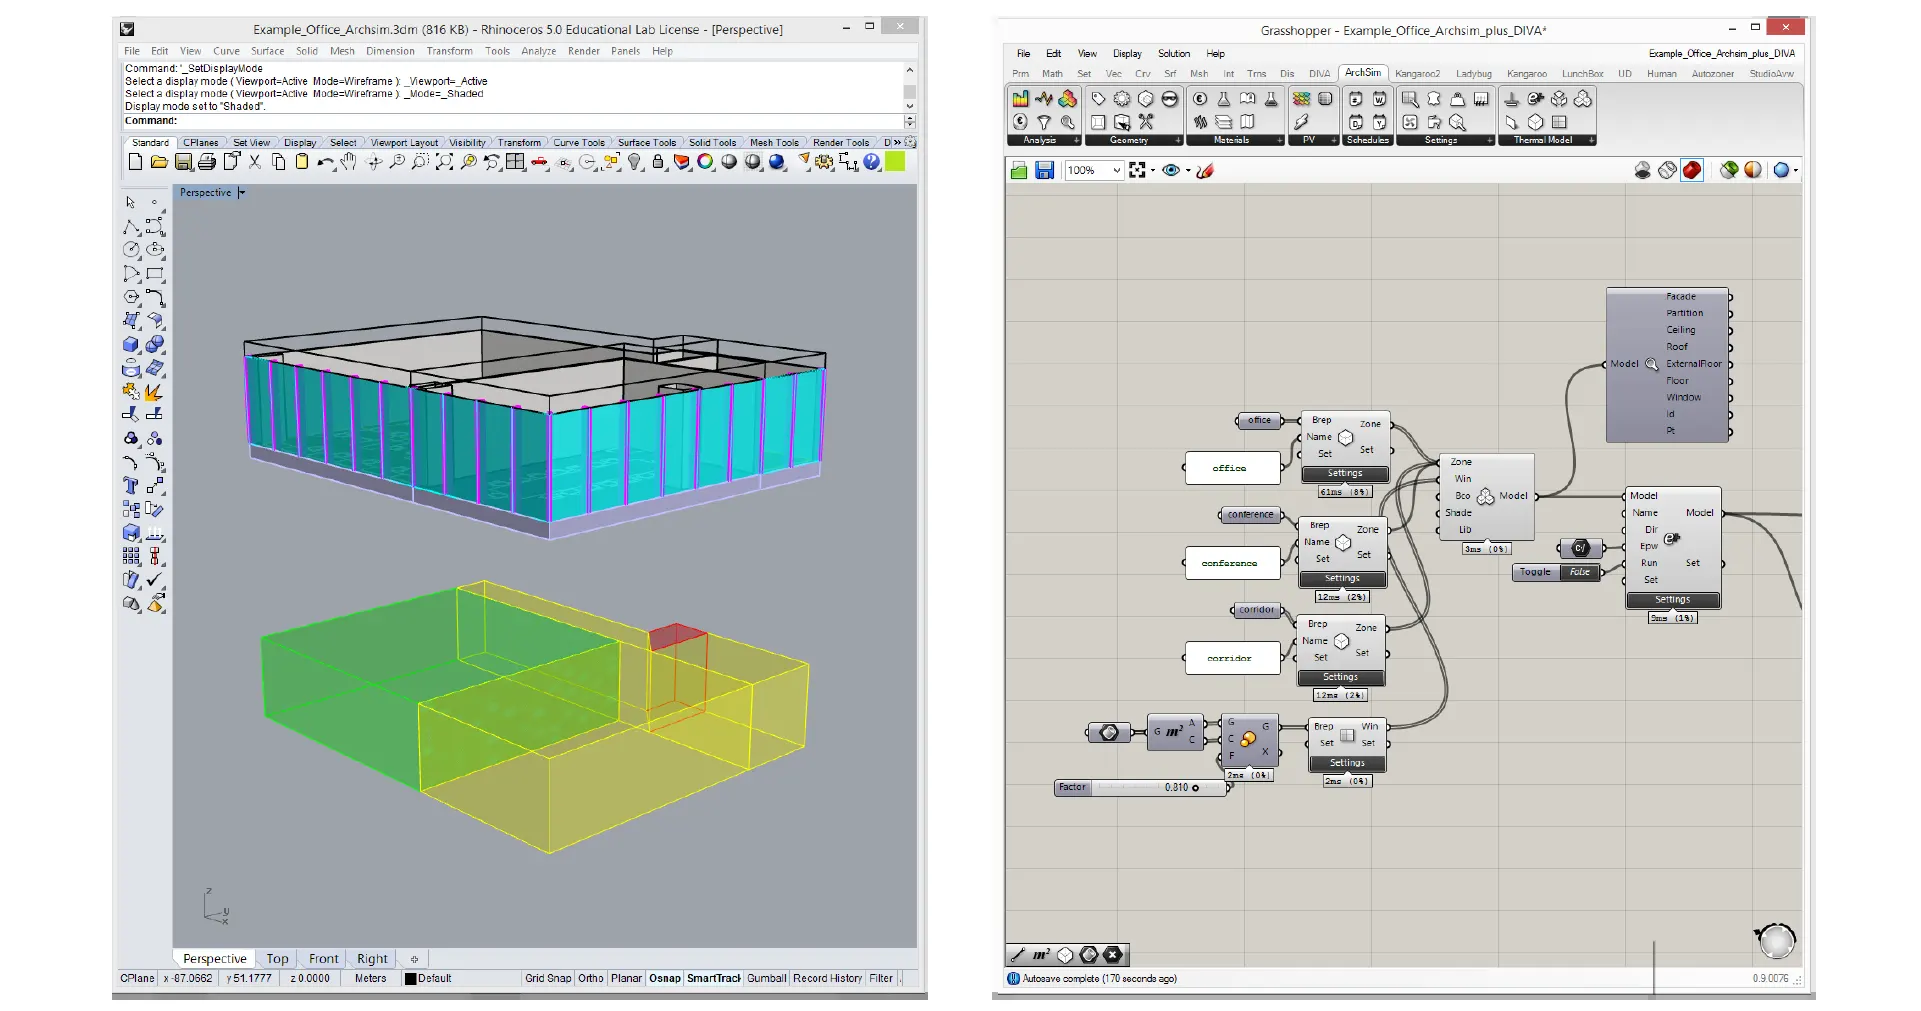 Example_Office_Archsim.3dm (816 KB) - Rhinoceros 5.0 Educational Lab License - [Perspective]
File Edit View Curve Surface Solid Mesh Dimension Transform Tools Analyze Render Panels Help
Command: '_SetDisplayMode
Select a display mode ( Viewport=Active Mode=Wireframe ): _Viewport=_Active
Select a display mode ( Viewport=Active Mode=Wireframe ): _Mode=_Shaded
Display mode set to "Shaded".
Command:
Standard CPlanes Set View Display Select Viewport Layout Visibility Transform Curve Tools Surface Tools Solid Tools Mesh Tools Render Tools D »
Perspective
z
y
x
Perspective Top Front Right
CPlane x -87.0662 y 51.1777 z 0.0000 Meters Default Grid Snap Ortho Planar Osnap SmartTrack Gumball Record History Filter
Grasshopper - Example_Office_Archsim_plus_DIVA*
File Edit View Display Solution Help Example_Office_Archsim_plus_DIVA
Prm Math Set Vec Crv Srf Msh Int Trns Dis DIVA ArchSim Kangaroo2 Ladybug Kangaroo LunchBox UD Human Autozoner StudioAvw
Analysis Geometry Materials PV Schedules Settings Thermal Model
100%
Facade
Partition
Ceiling
Roof
Model ExternalFloor
Floor
Window
Id
Pt
office
Brep
Name
Set
Zone
Set
Settings
61ms (8%)
office
conference
Brep
Name
Set
Zone
Set
Settings
12ms (2%)
conference
corridor
Brep
Name
Set
Zone
Set
Settings
12ms (2%)
corridor
Zone
Win
Bco
Shade
Lib
Model
3ms (0%)
Toggle False
Model
Name
Dir
Epw
Run
Set
Model
Set
Settings
5ms (1%)
G m² A
C
G
C
F
G
X
2ms (0%)
Brep
Set
Win
Set
Settings
2ms (0%)
Factor 0.810
m²
Autosave complete (170 seconds ago)
0.9.0076